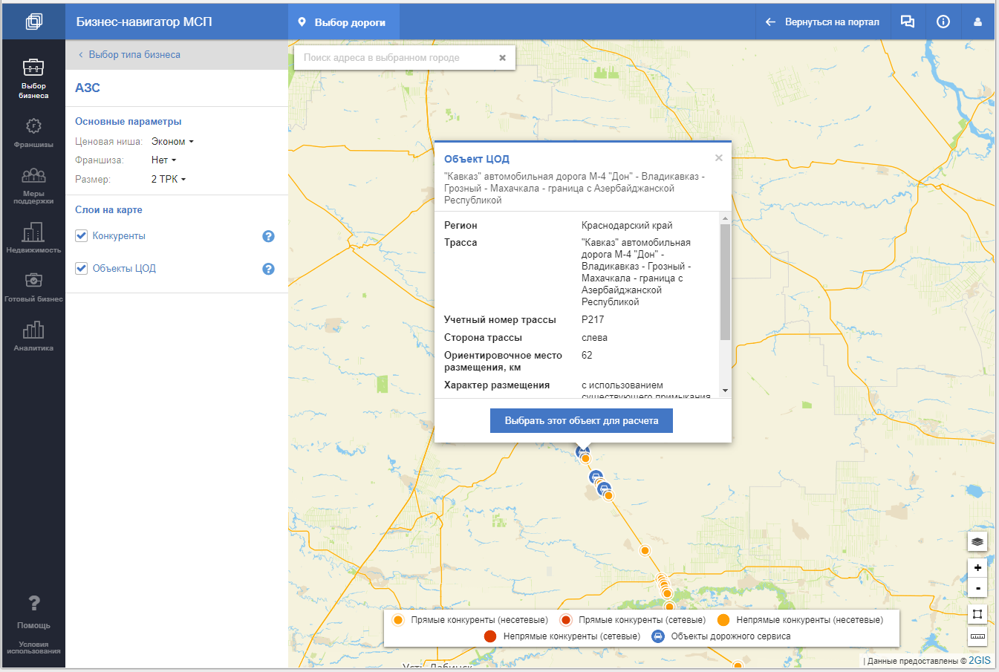 Бизнес-навигатор МСП
Выбор дороги
Вернуться на портал
Выбор бизнеса
Франшизы
Меры поддержки
Недвижимость
Готовый бизнес
Аналитика
Помощь
Условия использования
Выбор типа бизнеса
АЗС
Основные параметры
Ценовая ниша: Эконом
Франшиза: Нет
Размер: 2 ТРК
Слои на карте
Конкуренты ?
Объекты ЦОД ?
Поиск адреса в выбранном городе
Объект ЦОД
"Кавказ" автомобильная дорога М-4 "Дон" - Владикавказ -
Грозный - Махачкала - граница с Азербайджанской
Республикой
Регион Краснодарский край
Трасса "Кавказ" автомобильная
дорога М-4 "Дон" -
Владикавказ - Грозный -
Махачкала - граница с
Азербайджанской
Республикой
Учетный номер трассы Р217
Сторона трассы слева
Ориентировочное место 62
размещения, км
Характер размещения с использованием
существующего примыкания
Выбрать этот объект для расчета
+
-
Прямые конкуренты (несетевые) Прямые конкуренты (сетевые) Непрямые конкуренты (несетевые)
Непрямые конкуренты (сетевые) Объекты дорожного сервиса
Усть-Лабинск
| Данные предоставлены © 2GIS